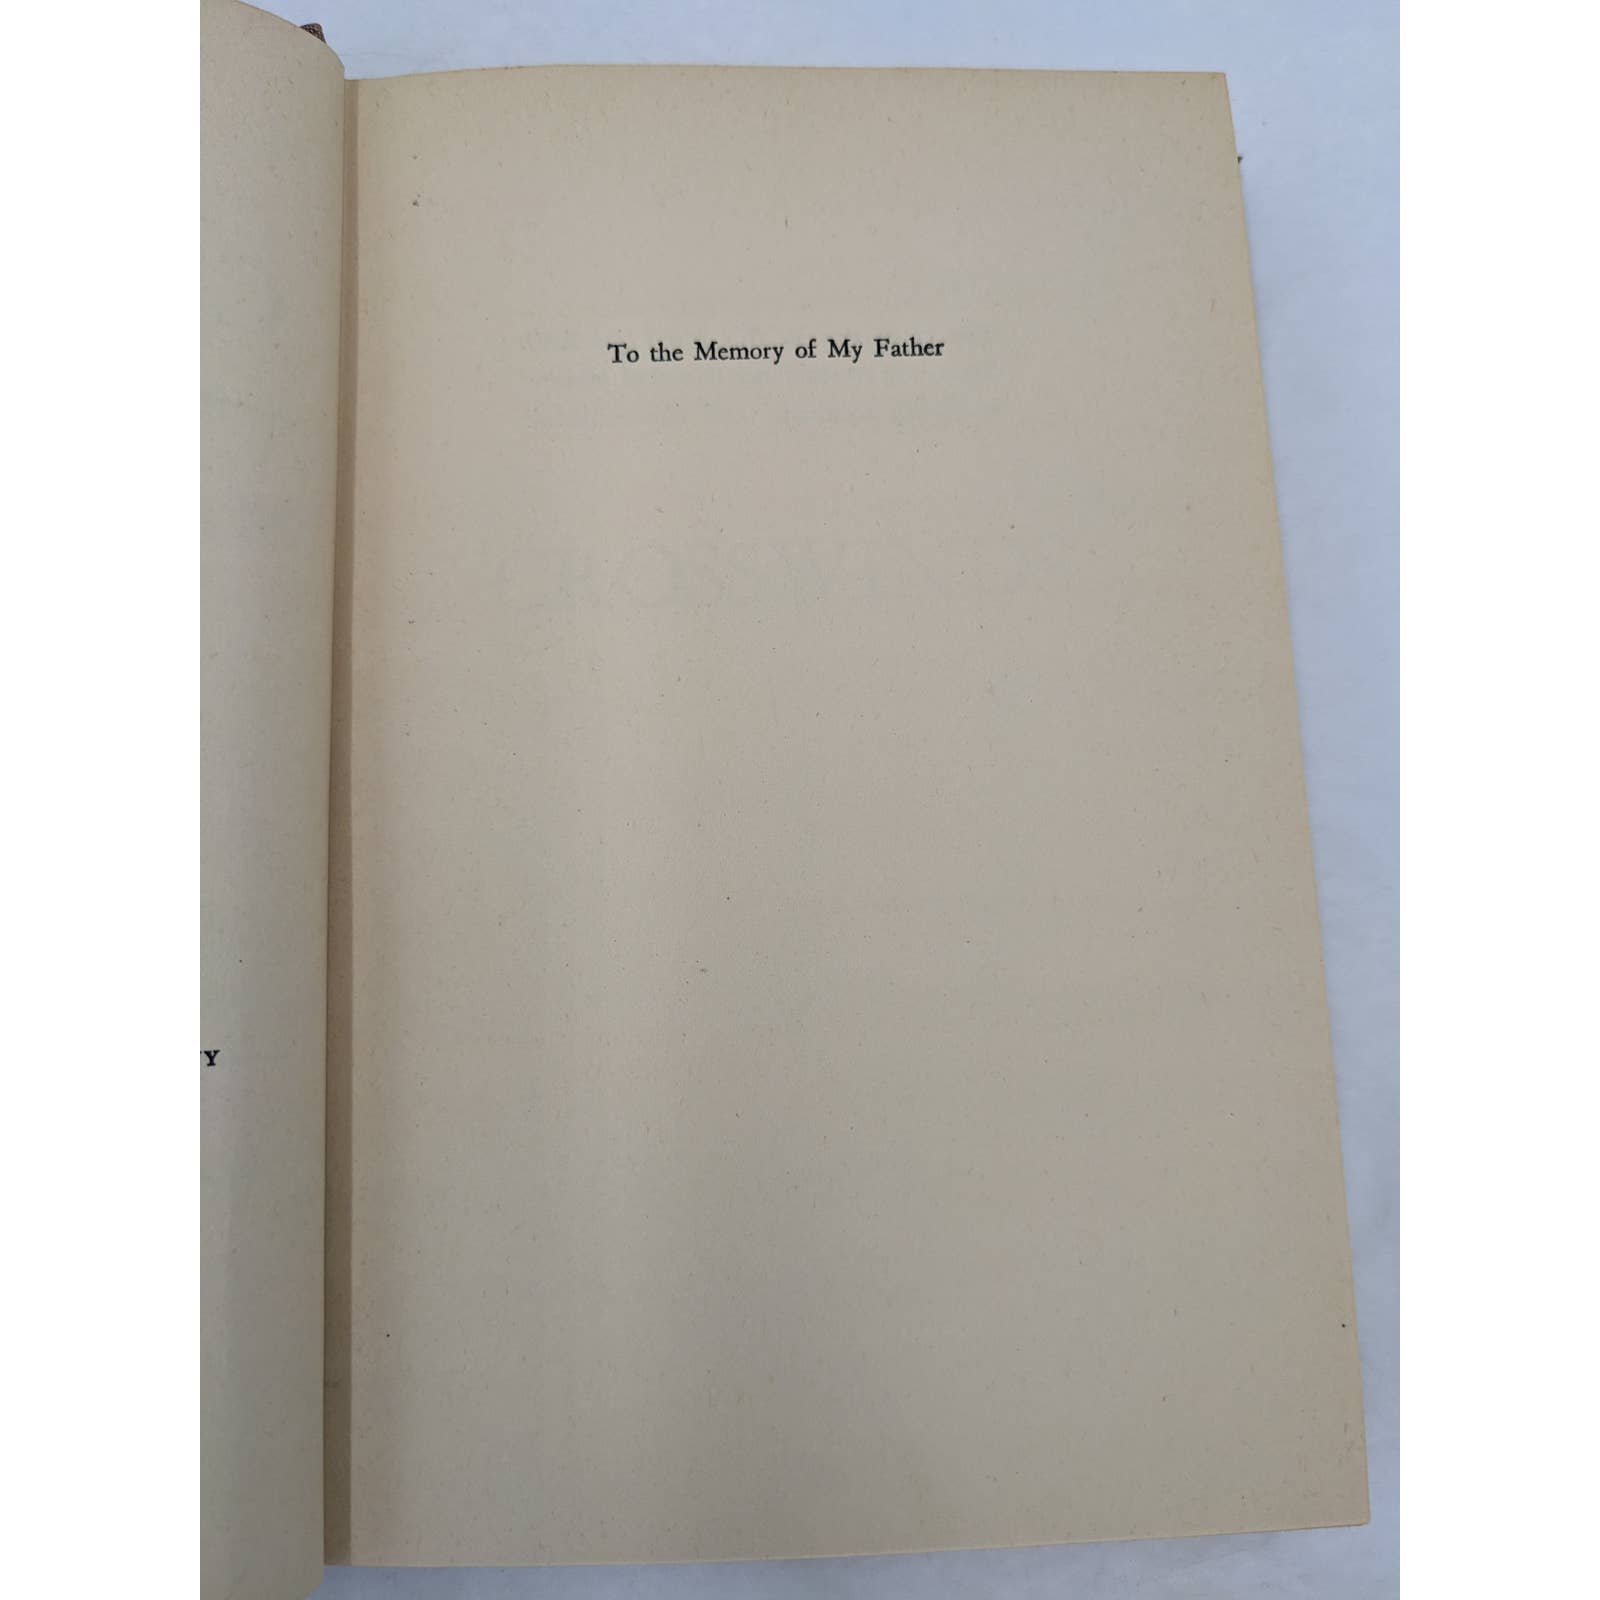 To the Memory of My Father
Y